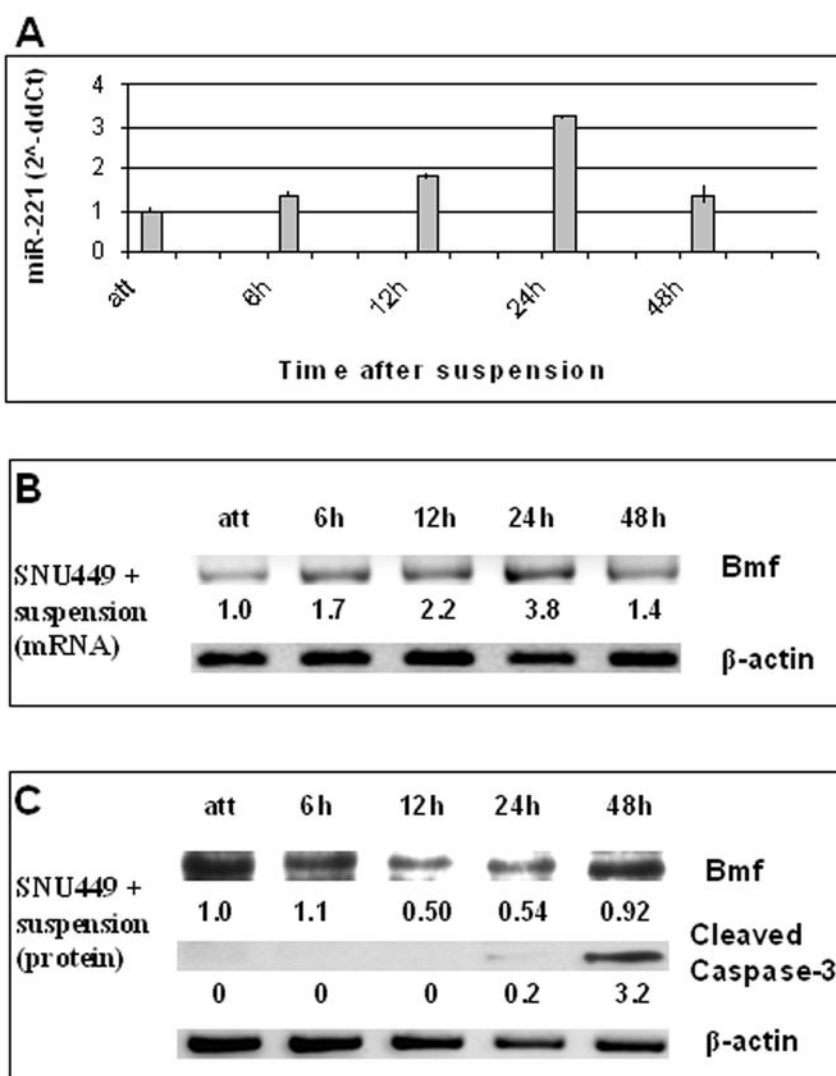 A
miR-221 (2^-ddCt)
4
3
2
1
0
att
6h
12h
24h
48h
Time after suspension
B
att 6h 12h 24h 48h
SNU449 +
suspension
(mRNA)
Bmf
1.0 1.7 2.2 3.8 1.4
β-actin
C
att 6h 12h 24h 48h
SNU449 +
suspension
(protein)
Bmf
1.0 1.1 0.50 0.54 0.92
Cleaved
Caspase-3
0 0 0 0.2 3.2
β-actin